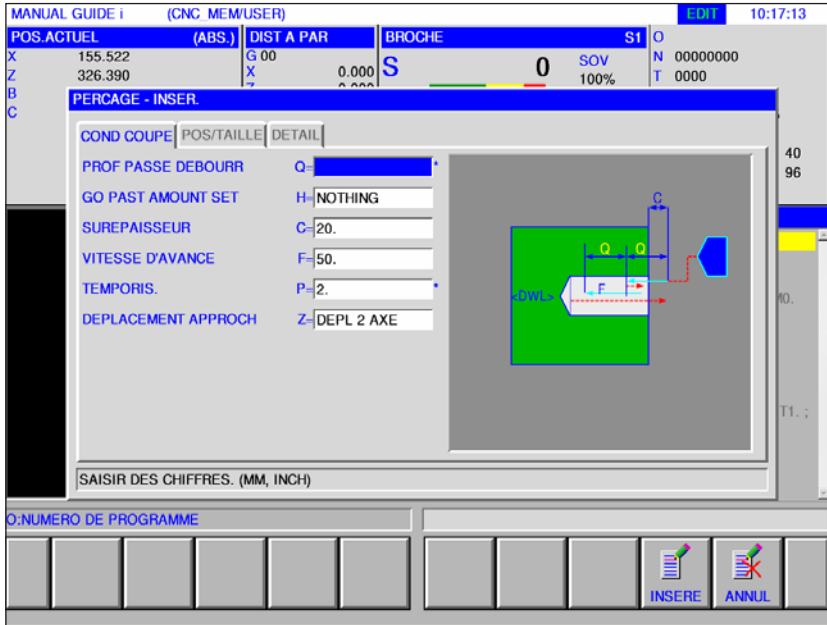 MANUAL GUIDE i (CNC_MEM/USER) EDIT 10:17:13
POS.ACTUEL (ABS.) DIST A PAR BROCHE S1 O
X 155.522 G 00 S 0 SOV N 00000000
Z 326.390 X 0.000 100% T 0000
B
C
PERCAGE - INSER.
COND COUPE POS/TAILLE DETAIL
PROF PASSE DEBOURR Q= *
GO PAST AMOUNT SET H= NOTHING
SUREPAISSEUR C= 20.
VITESSE D'AVANCE F= 50.
TEMPORIS. P= 2. *
DEPLACEMENT APPROCH Z= DEPL 2 AXE
C
Q Q
<DWL> F
40
96
M0.
T1. ;
SAISIR DES CHIFFRES. (MM, INCH)
O:NUMERO DE PROGRAMME
INSERE ANNUL